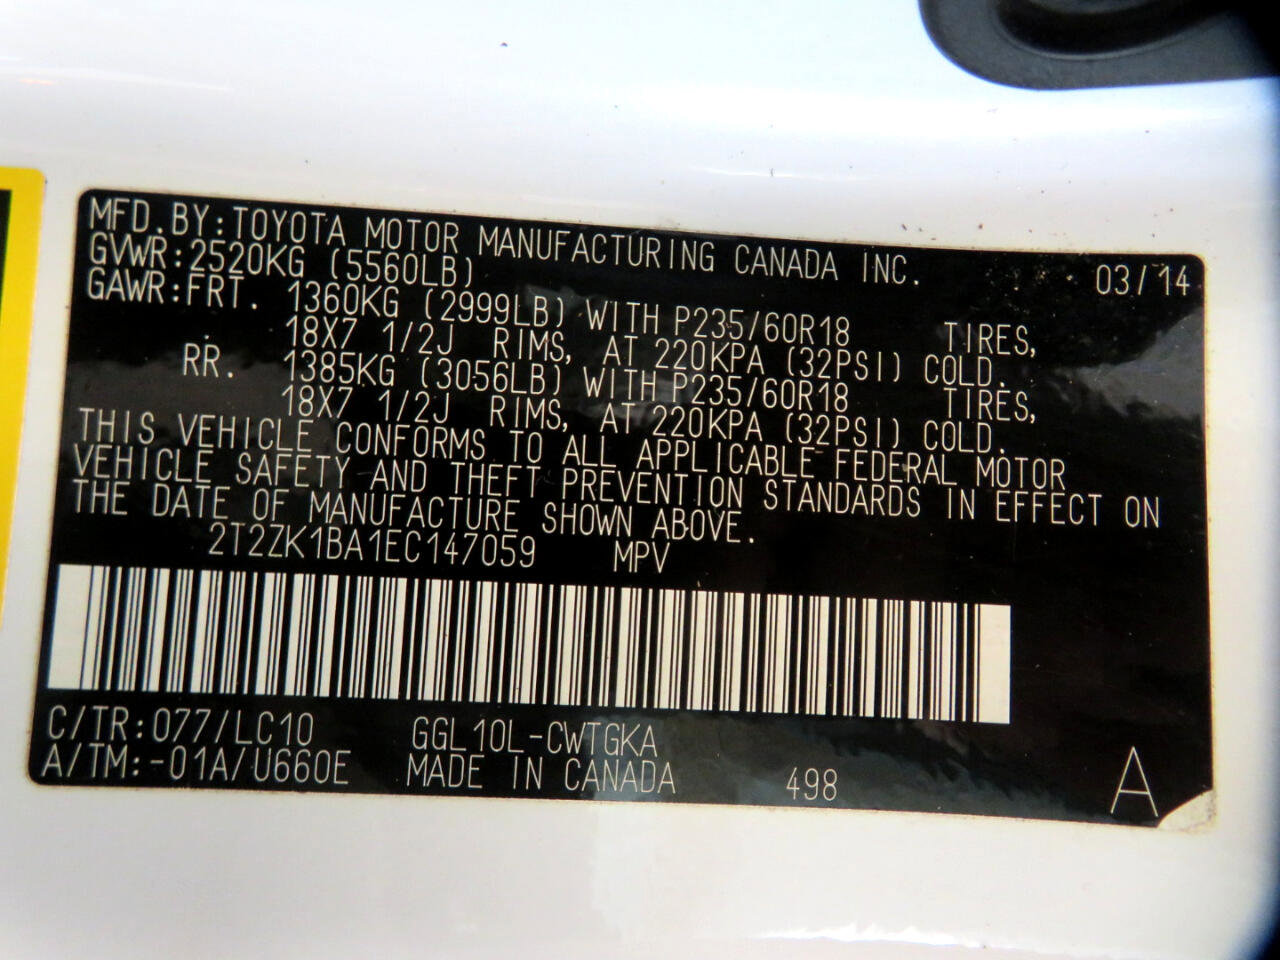 MFD.BY:TOYOTA MOTOR MANUFACTURING CANADA INC. 03/14
GVWR:2520KG (5560LB)
GAWR:FRT. 1360KG (2999LB) WITH P235/60R18 TIRES,
18X7 1/2J RIMS, AT 220KPA (32PSI) COLD.
RR. 1385KG (3056LB) WITH P235/60R18 TIRES,
18X7 1/2J RIMS, AT 220KPA (32PSI) COLD.
THIS VEHICLE CONFORMS TO ALL APPLICABLE FEDERAL MOTOR
VEHICLE SAFETY AND THEFT PREVENTION STANDARDS IN EFFECT ON
THE DATE OF MANUFACTURE SHOWN ABOVE.
2T2ZK1BA1EC147059 MPV
C/TR:077/LC10 GGL10L-CWTGKA
A/TM:-01A/U660E MADE IN CANADA 498 A